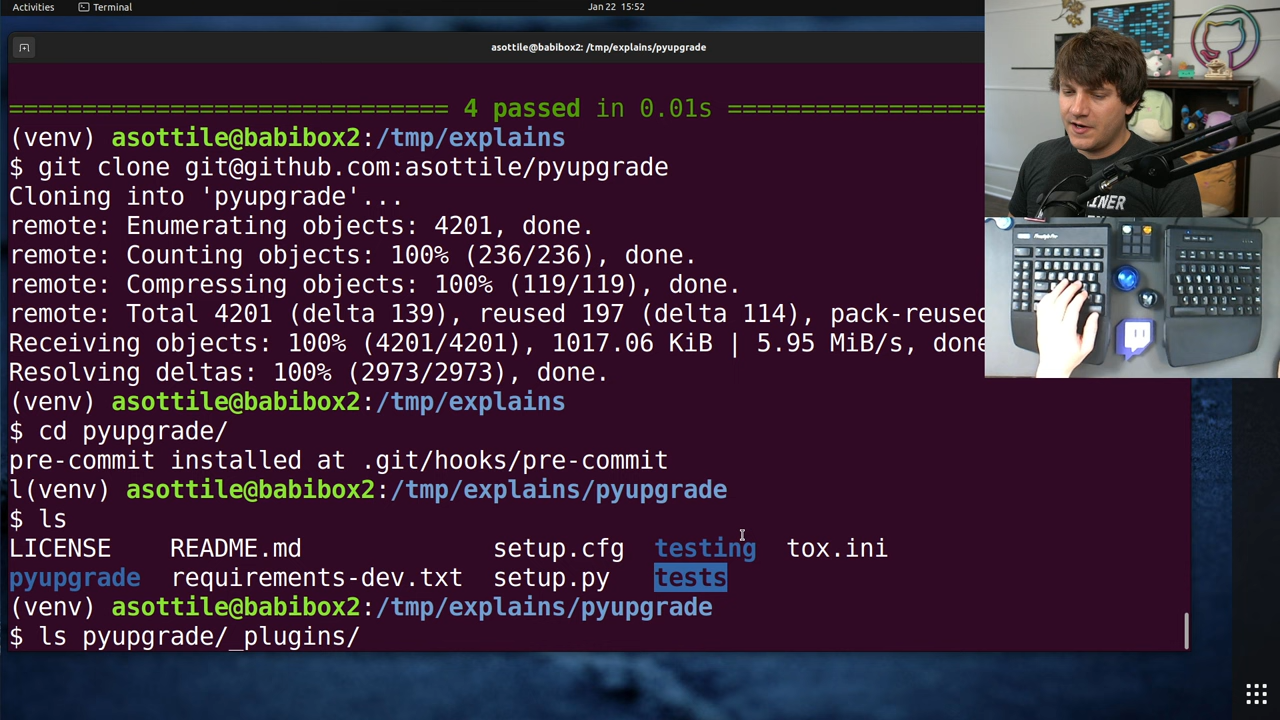 Activities
Terminal
Jan 22 15:52
asottile@babibox2: /tmp/explains/pyupgrade
============================== 4 passed in 0.01s ==================
(venv) asottile@babibox2:/tmp/explains
$ git clone git@github.com:asottile/pyupgrade
Cloning into 'pyupgrade'...
remote: Enumerating objects: 4201, done.
remote: Counting objects: 100% (236/236), done.
remote: Compressing objects: 100% (119/119), done.
remote: Total 4201 (delta 139), reused 197 (delta 114), pack-reused
Receiving objects: 100% (4201/4201), 1017.06 KiB | 5.95 MiB/s, done
Resolving deltas: 100% (2973/2973), done.
(venv) asottile@babibox2:/tmp/explains
$ cd pyupgrade/
pre-commit installed at .git/hooks/pre-commit
l(venv) asottile@babibox2:/tmp/explains/pyupgrade
$ ls
LICENSE README.md setup.cfg testing tox.ini
pyupgrade requirements-dev.txt setup.py tests
(venv) asottile@babibox2:/tmp/explains/pyupgrade
$ ls pyupgrade/_plugins/